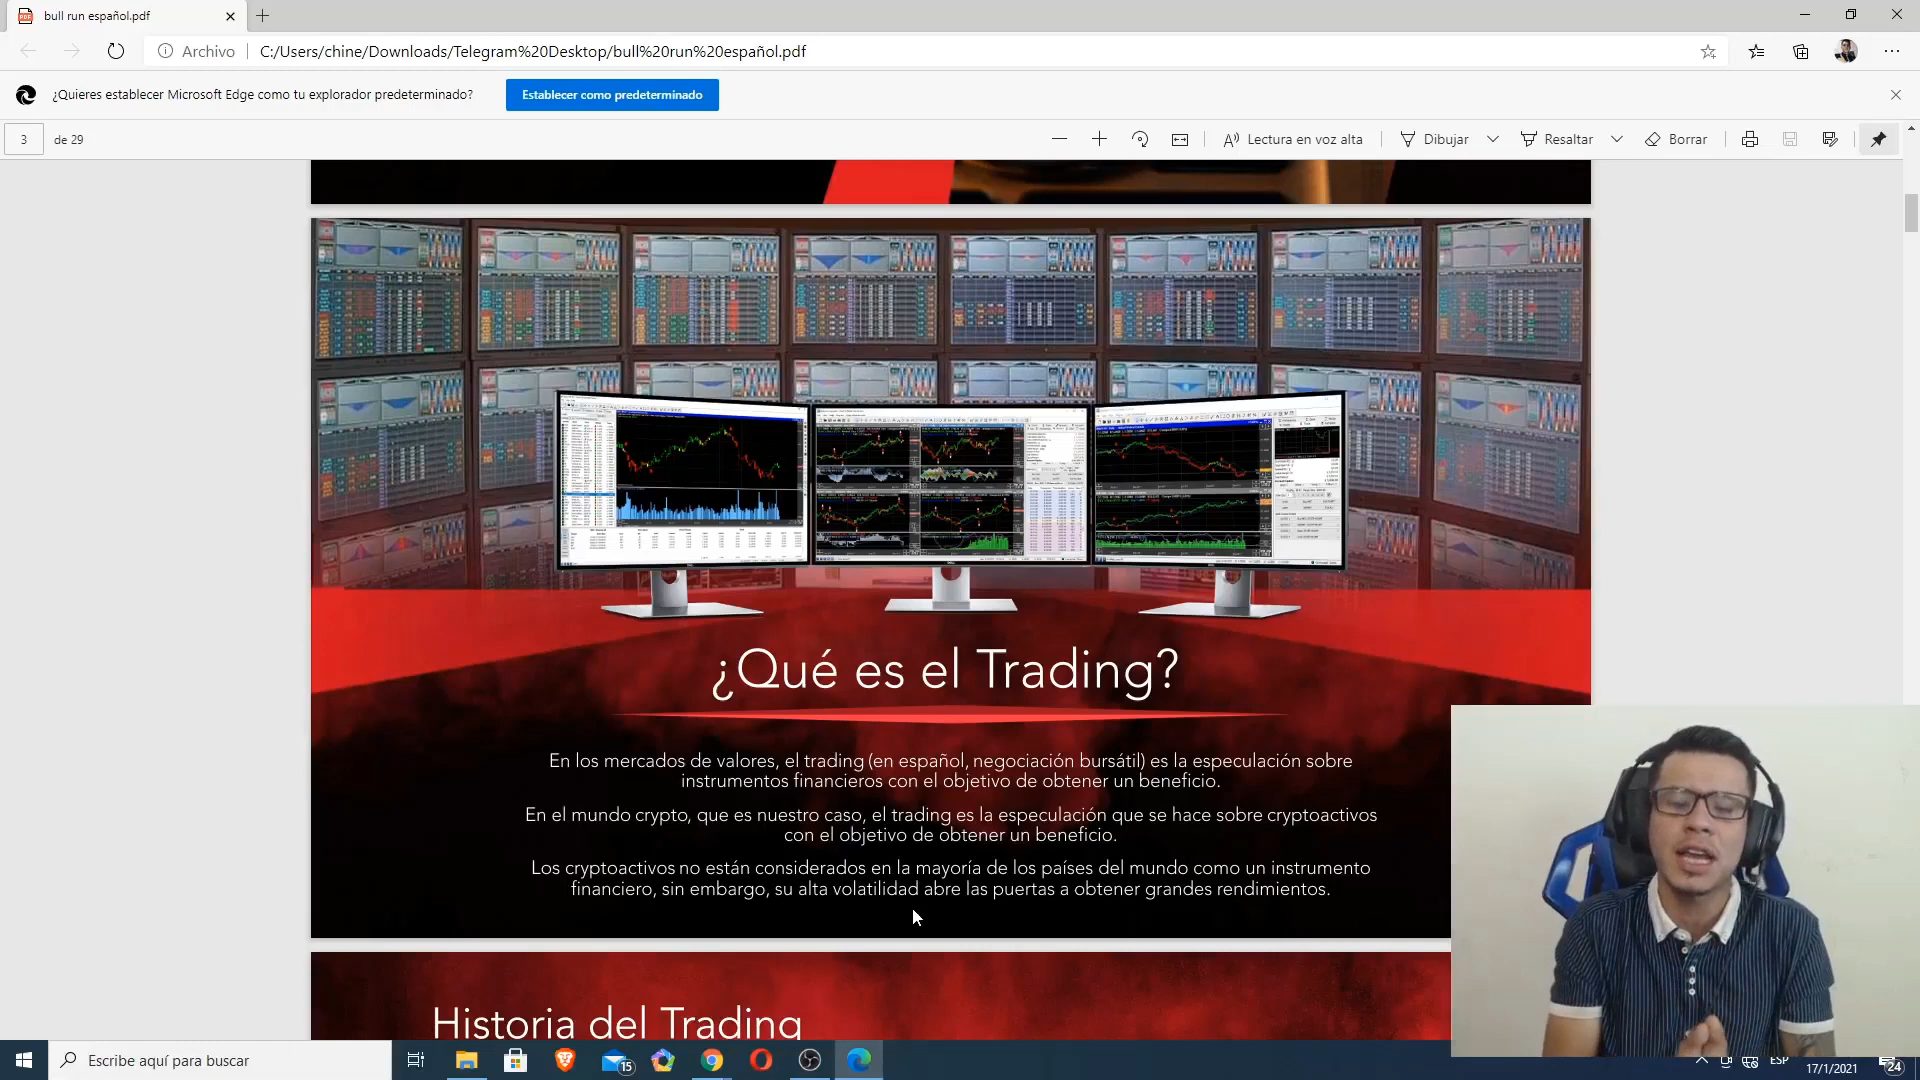 bull run español.pdf
Archivo
C:/Users/chine/Downloads/Telegram%20Desktop/bull%20run%20español.pdf
¿Quieres establecer Microsoft Edge como tu explorador predeterminado?
Establecer como predeterminado
3 de 29
Lectura en voz alta
Dibujar
Resaltar
Borrar
¿Qué es el Trading?
En los mercados de valores, el trading (en español, negociación bursátil) es la especulación sobre
instrumentos financieros con el objetivo de obtener un beneficio.
En el mundo crypto, que es nuestro caso, el trading es la especulación que se hace sobre cryptoactivos
con el objetivo de obtener un beneficio.
Los cryptoactivos no están considerados en la mayoría de los países del mundo como un instrumento
financiero, sin embargo, su alta volatilidad abre las puertas a obtener grandes rendimientos.
Historia del Trading
Escribe aquí para buscar
15
ESP
17/1/2021
24